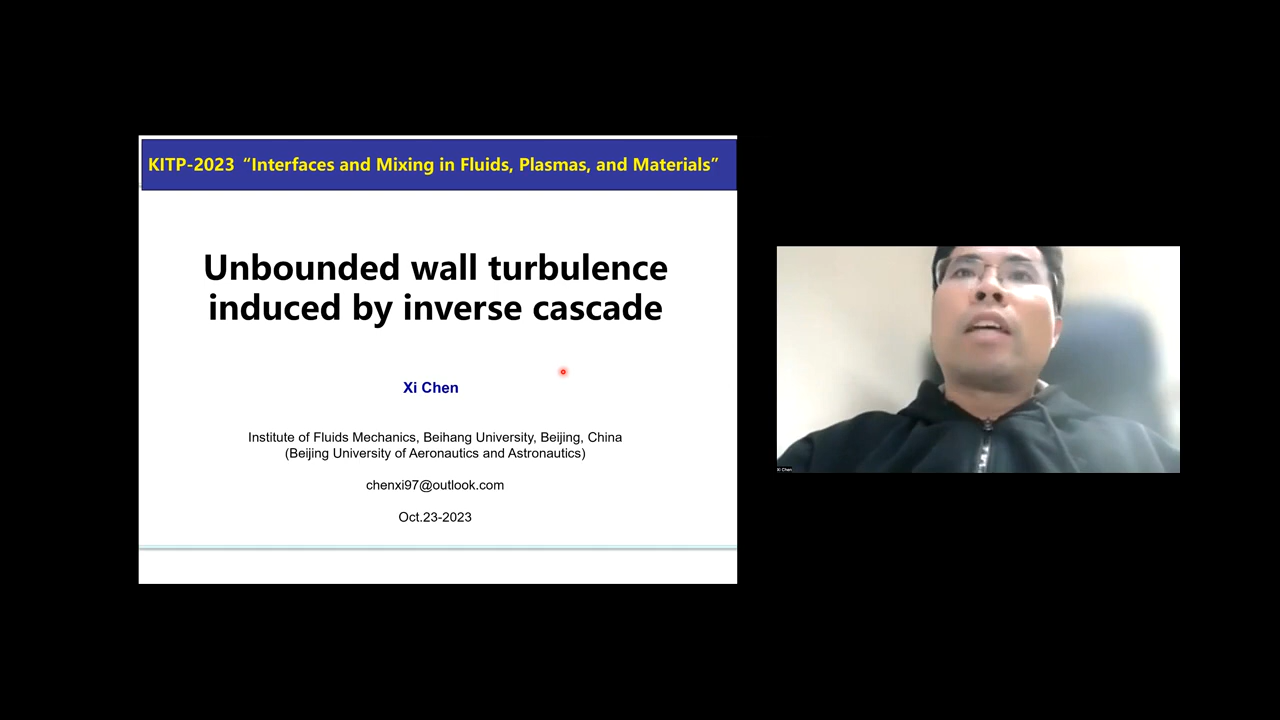 KITP-2023 “Interfaces and Mixing in Fluids, Plasmas, and Materials”
Unbounded wall turbulence
induced by inverse cascade
Xi Chen
Institute of Fluids Mechanics, Beihang University, Beijing, China
(Beijing University of Aeronautics and Astronautics)
chenxi97@outlook.com
Oct.23-2023
Xi Chen